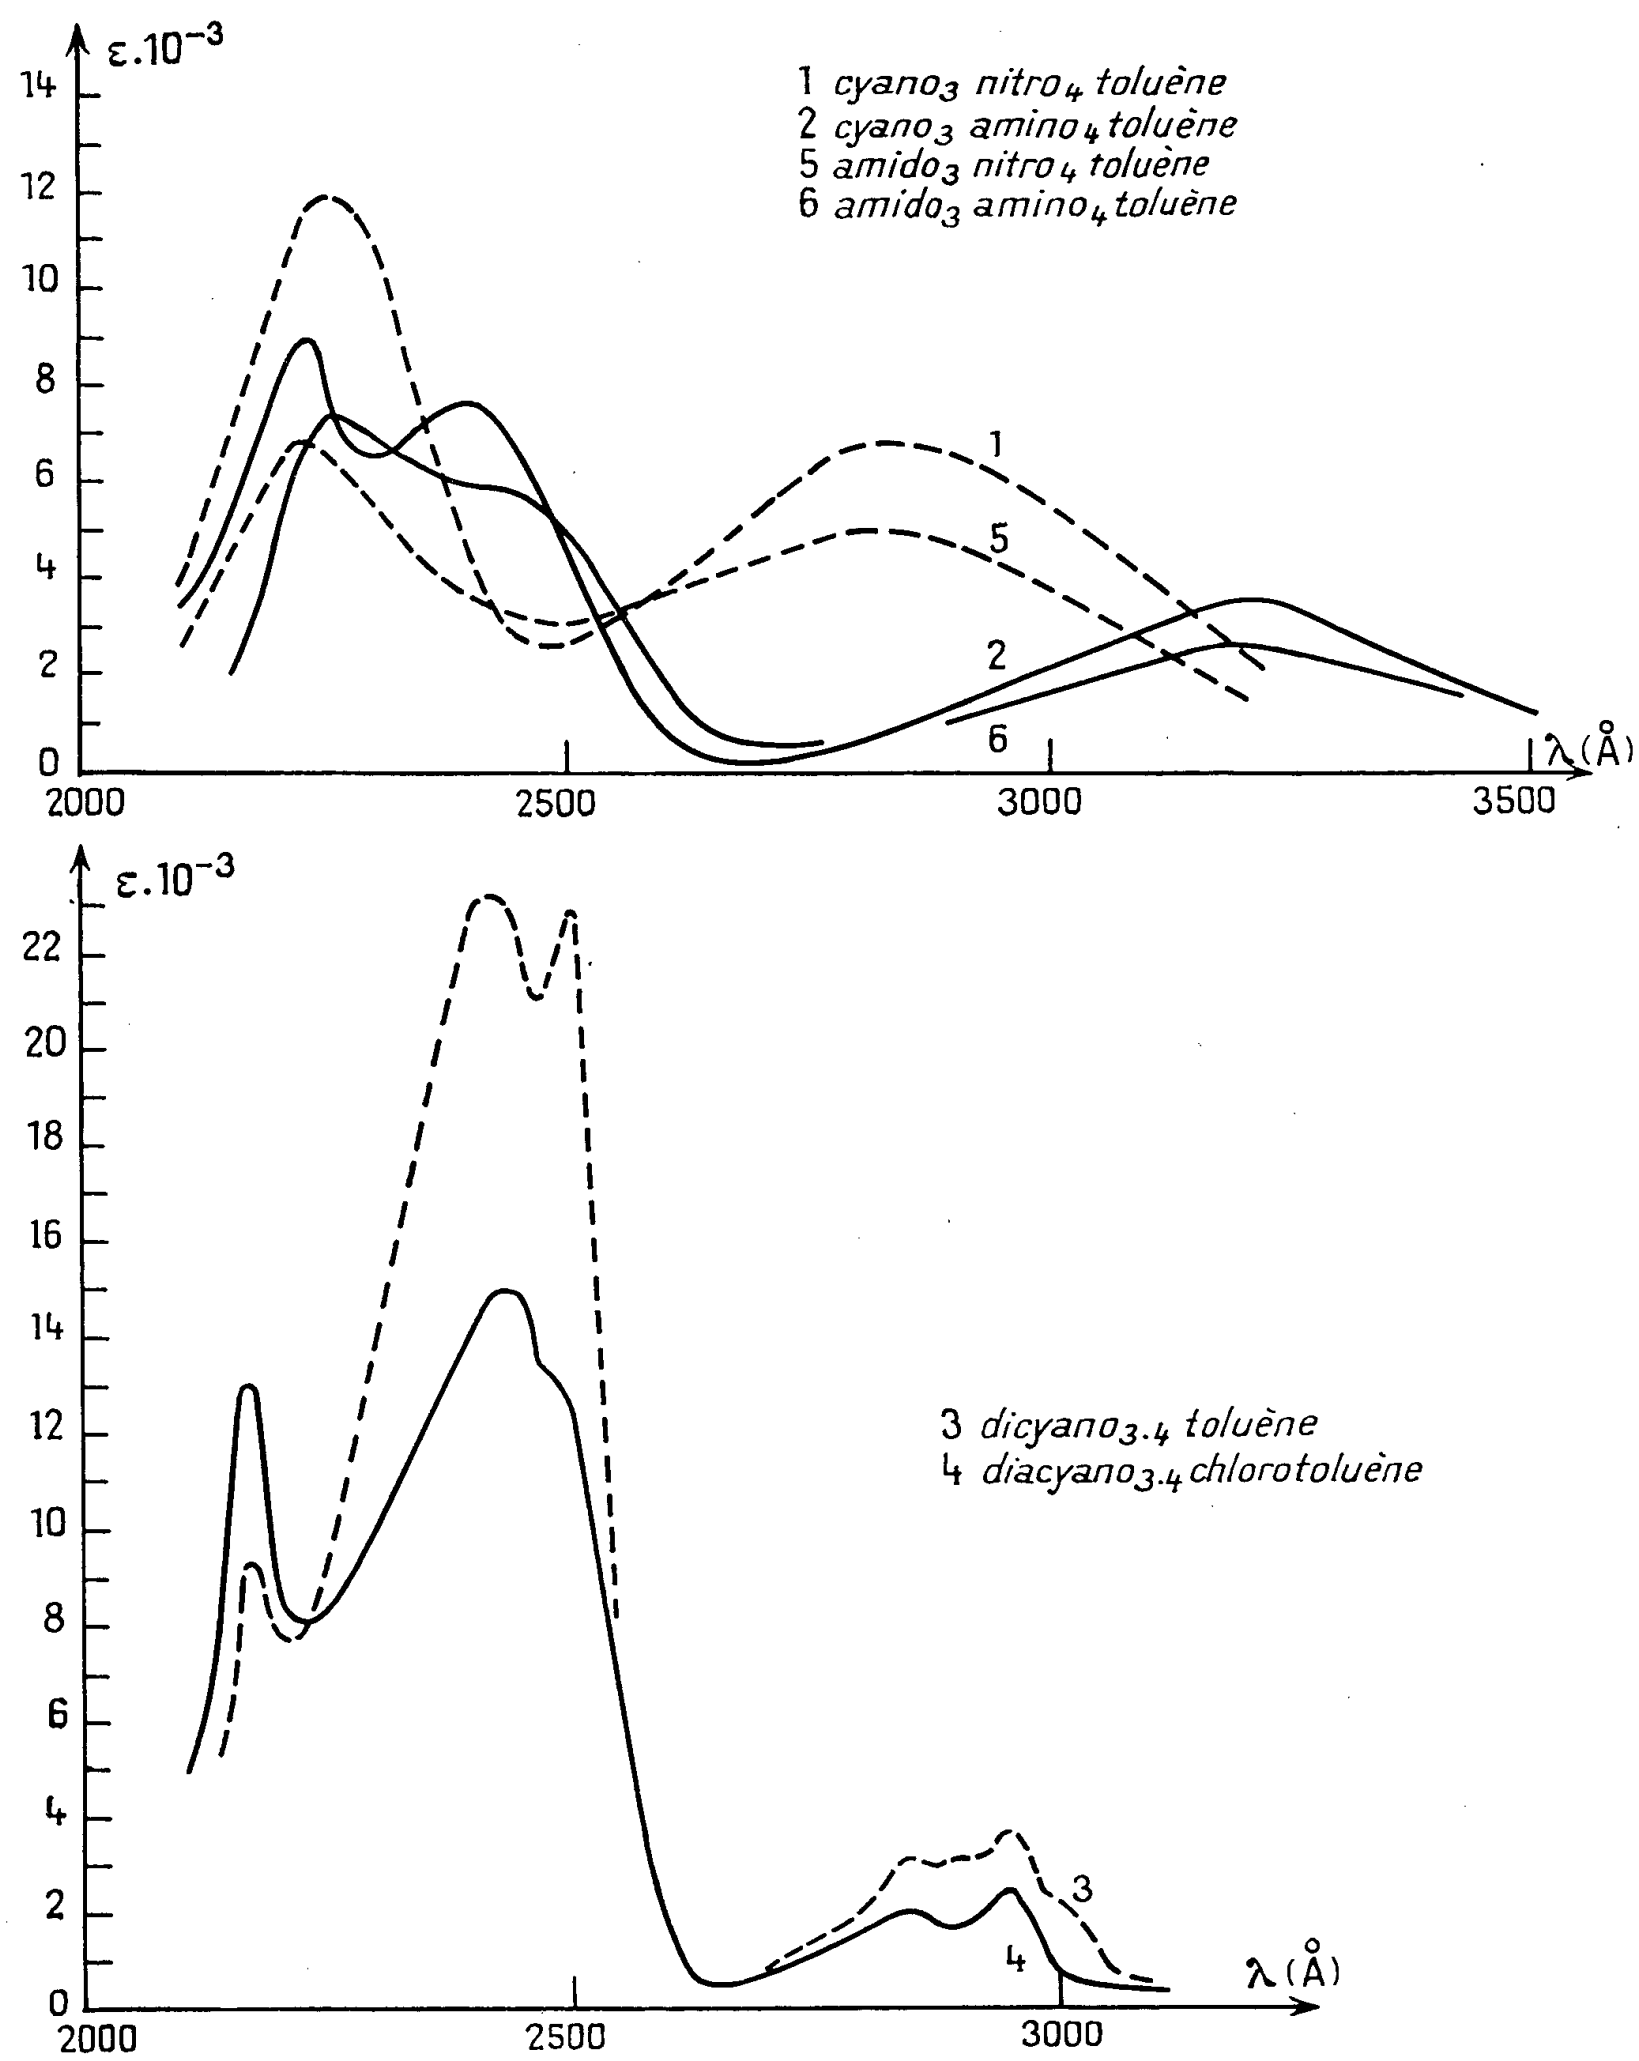 ε.10⁻³
14
12
10
8
6
4
2
0
1 cyano₃ nitro₄ toluène
2 cyano₃ amino₄ toluène
5 amido₃ nitro₄ toluène
6 amido₃ amino₄ toluène
1
5
2
6
λ(Å)
2000 2500 3000 3500
ε.10⁻³
22
20
18
16
14
12
10
8
6
4
2
0
3 dicyano₃.₄ toluène
4 diacyano₃.₄ chlorotoluène
3
4
λ(Å)
2000 2500 3000